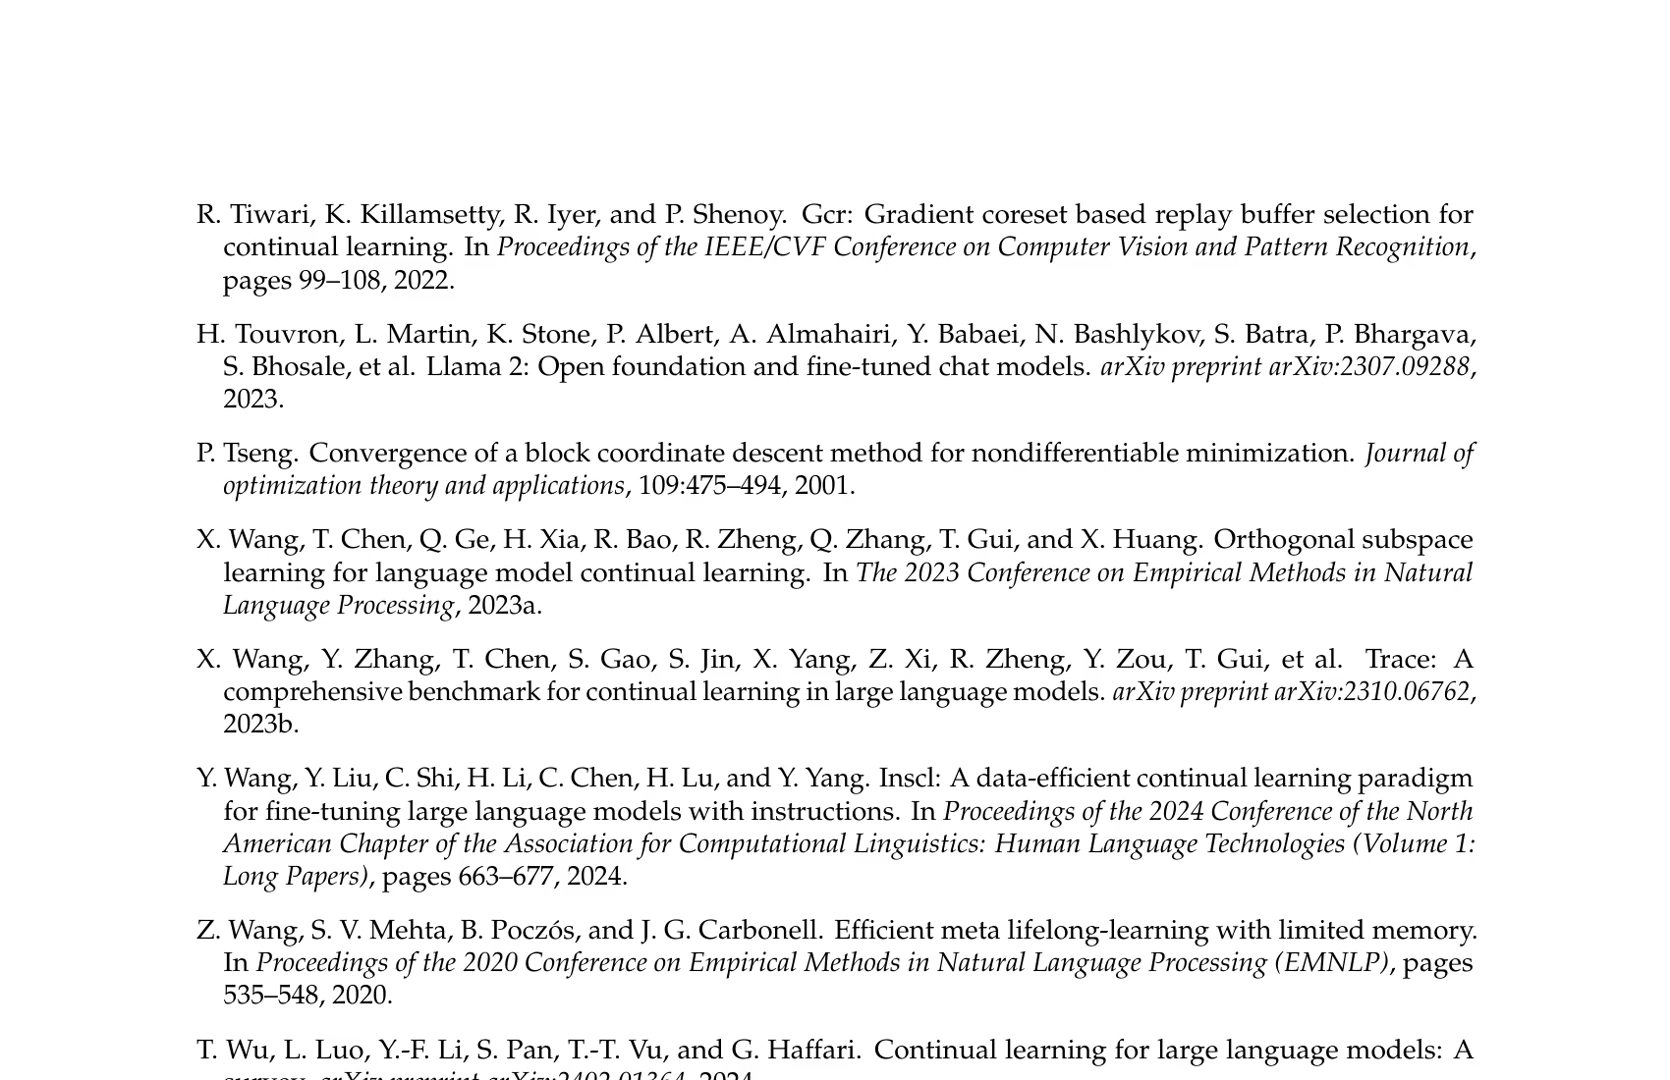 R. Tiwari, K. Killamsetty, R. Iyer, and P. Shenoy. Gcr: Gradient coreset based replay buffer selection for
continual learning. In Proceedings of the IEEE/CVF Conference on Computer Vision and Pattern Recognition,
pages 99–108, 2022.
H. Touvron, L. Martin, K. Stone, P. Albert, A. Almahairi, Y. Babaei, N. Bashlykov, S. Batra, P. Bhargava,
S. Bhosale, et al. Llama 2: Open foundation and fine-tuned chat models. arXiv preprint arXiv:2307.09288,
2023.
P. Tseng. Convergence of a block coordinate descent method for nondifferentiable minimization. Journal of
optimization theory and applications, 109:475–494, 2001.
X. Wang, T. Chen, Q. Ge, H. Xia, R. Bao, R. Zheng, Q. Zhang, T. Gui, and X. Huang. Orthogonal subspace
learning for language model continual learning. In The 2023 Conference on Empirical Methods in Natural
Language Processing, 2023a.
X. Wang, Y. Zhang, T. Chen, S. Gao, S. Jin, X. Yang, Z. Xi, R. Zheng, Y. Zou, T. Gui, et al. Trace: A
comprehensive benchmark for continual learning in large language models. arXiv preprint arXiv:2310.06762,
2023b.
Y. Wang, Y. Liu, C. Shi, H. Li, C. Chen, H. Lu, and Y. Yang. Inscl: A data-efficient continual learning paradigm
for fine-tuning large language models with instructions. In Proceedings of the 2024 Conference of the North
American Chapter of the Association for Computational Linguistics: Human Language Technologies (Volume 1:
Long Papers), pages 663–677, 2024.
Z. Wang, S. V. Mehta, B. Poczós, and J. G. Carbonell. Efficient meta lifelong-learning with limited memory.
In Proceedings of the 2020 Conference on Empirical Methods in Natural Language Processing (EMNLP), pages
535–548, 2020.
T. Wu, L. Luo, Y.-F. Li, S. Pan, T.-T. Vu, and G. Haffari. Continual learning for large language models: A
survey. arXiv preprint arXiv:2402.01364, 2024.